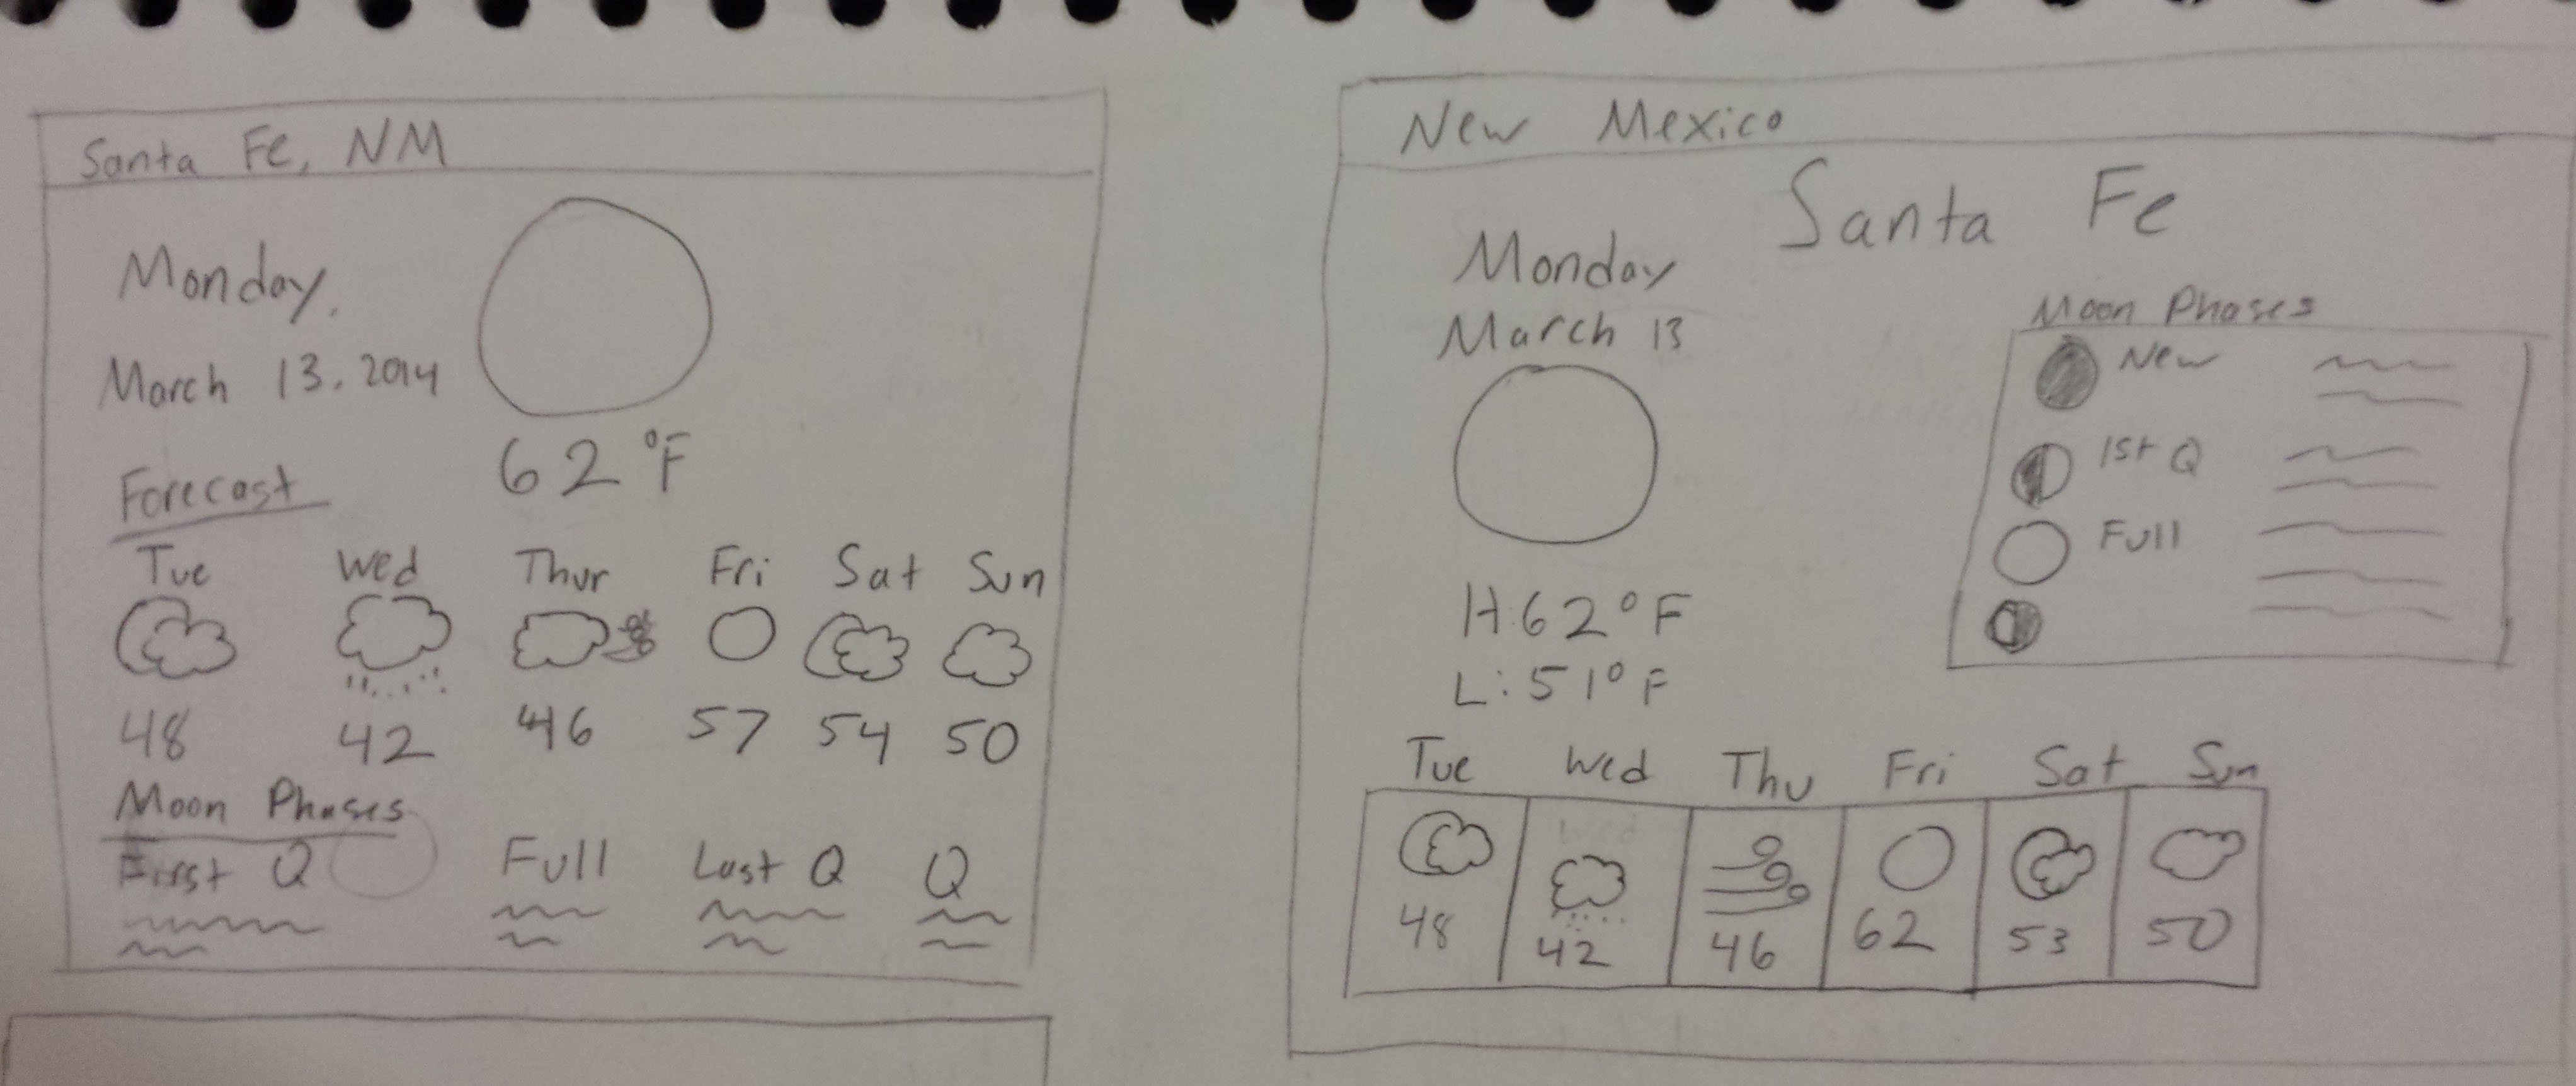 Santa Fe, NM
Monday,
March 13, 2014
62 °F
Forecast
Tue Wed Thur Fri Sat Sun
48 42 46 57 54 50
Moon Phases
First Q Full Last Q Q
New Mexico
Santa Fe
Monday
March 13
Moon Phases
New
1st Q
Full
H:62°F
L:51°F
Tue Wed Thu Fri Sat Sun
Wed
48 42 46 62 53 50